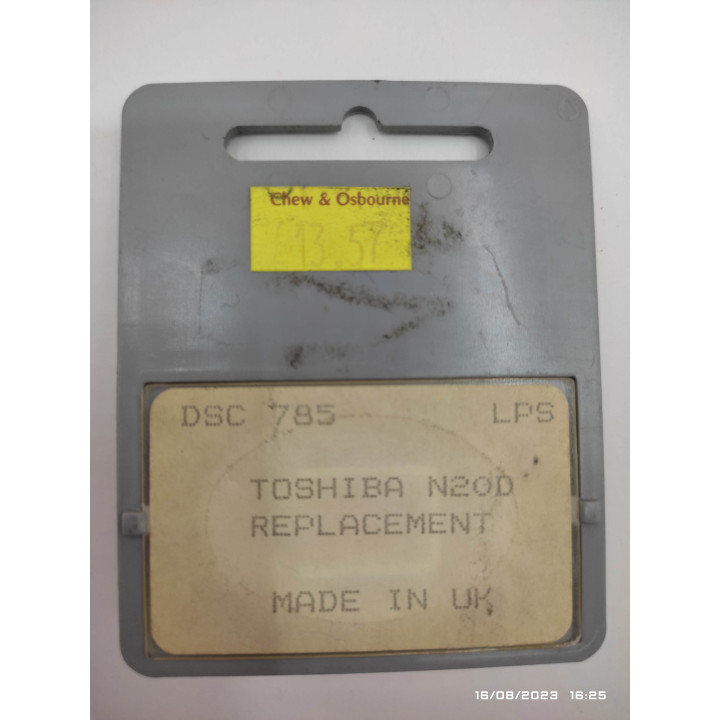 Chew & Osbourne
13.57
DSC 785 LPS
TOSHIBA N20D
REPLACEMENT
MADE IN UK
16/08/2023 16:25